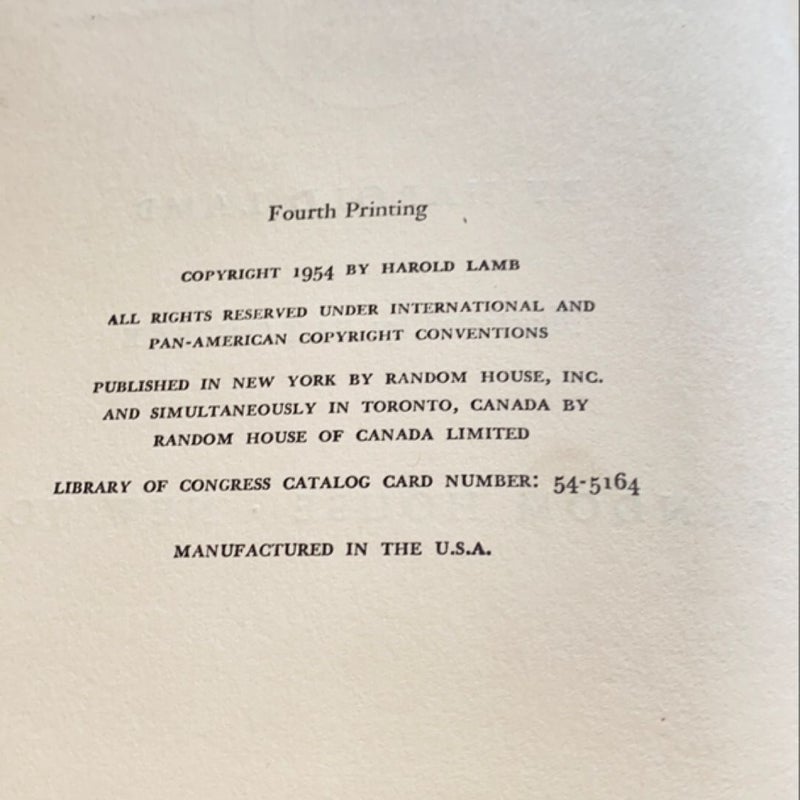 Fourth Printing
COPYRIGHT 1954 BY HAROLD LAMB
ALL RIGHTS RESERVED UNDER INTERNATIONAL AND
PAN-AMERICAN COPYRIGHT CONVENTIONS
PUBLISHED IN NEW YORK BY RANDOM HOUSE, INC.
AND SIMULTANEOUSLY IN TORONTO, CANADA BY
RANDOM HOUSE OF CANADA LIMITED
LIBRARY OF CONGRESS CATALOG CARD NUMBER: 54-5164
MANUFACTURED IN THE U.S.A.